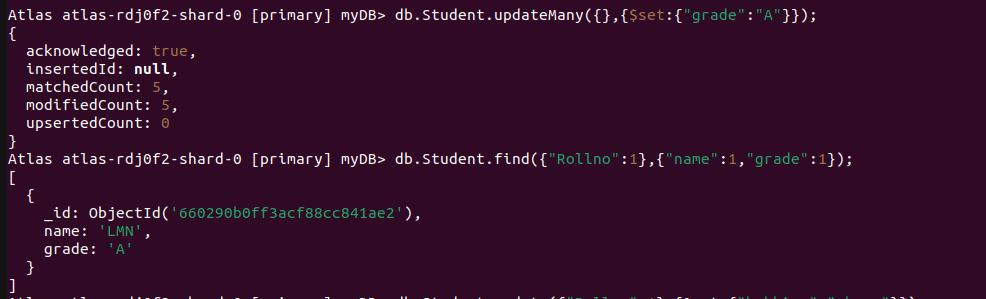 Atlas atlas-rdj0f2-shard-0 [primary] myDB> db.Student.updateMany({},{$set:{"grade":"A"}});
{
  acknowledged: true,
  insertedId: null,
  matchedCount: 5,
  modifiedCount: 5,
  upsertedCount: 0
}
Atlas atlas-rdj0f2-shard-0 [primary] myDB> db.Student.find({"Rollno":1},{"name":1,"grade":1});
[
  {
    _id: ObjectId('660290b0ff3acf88cc841ae2'),
    name: 'LMN',
    grade: 'A'
  }
]